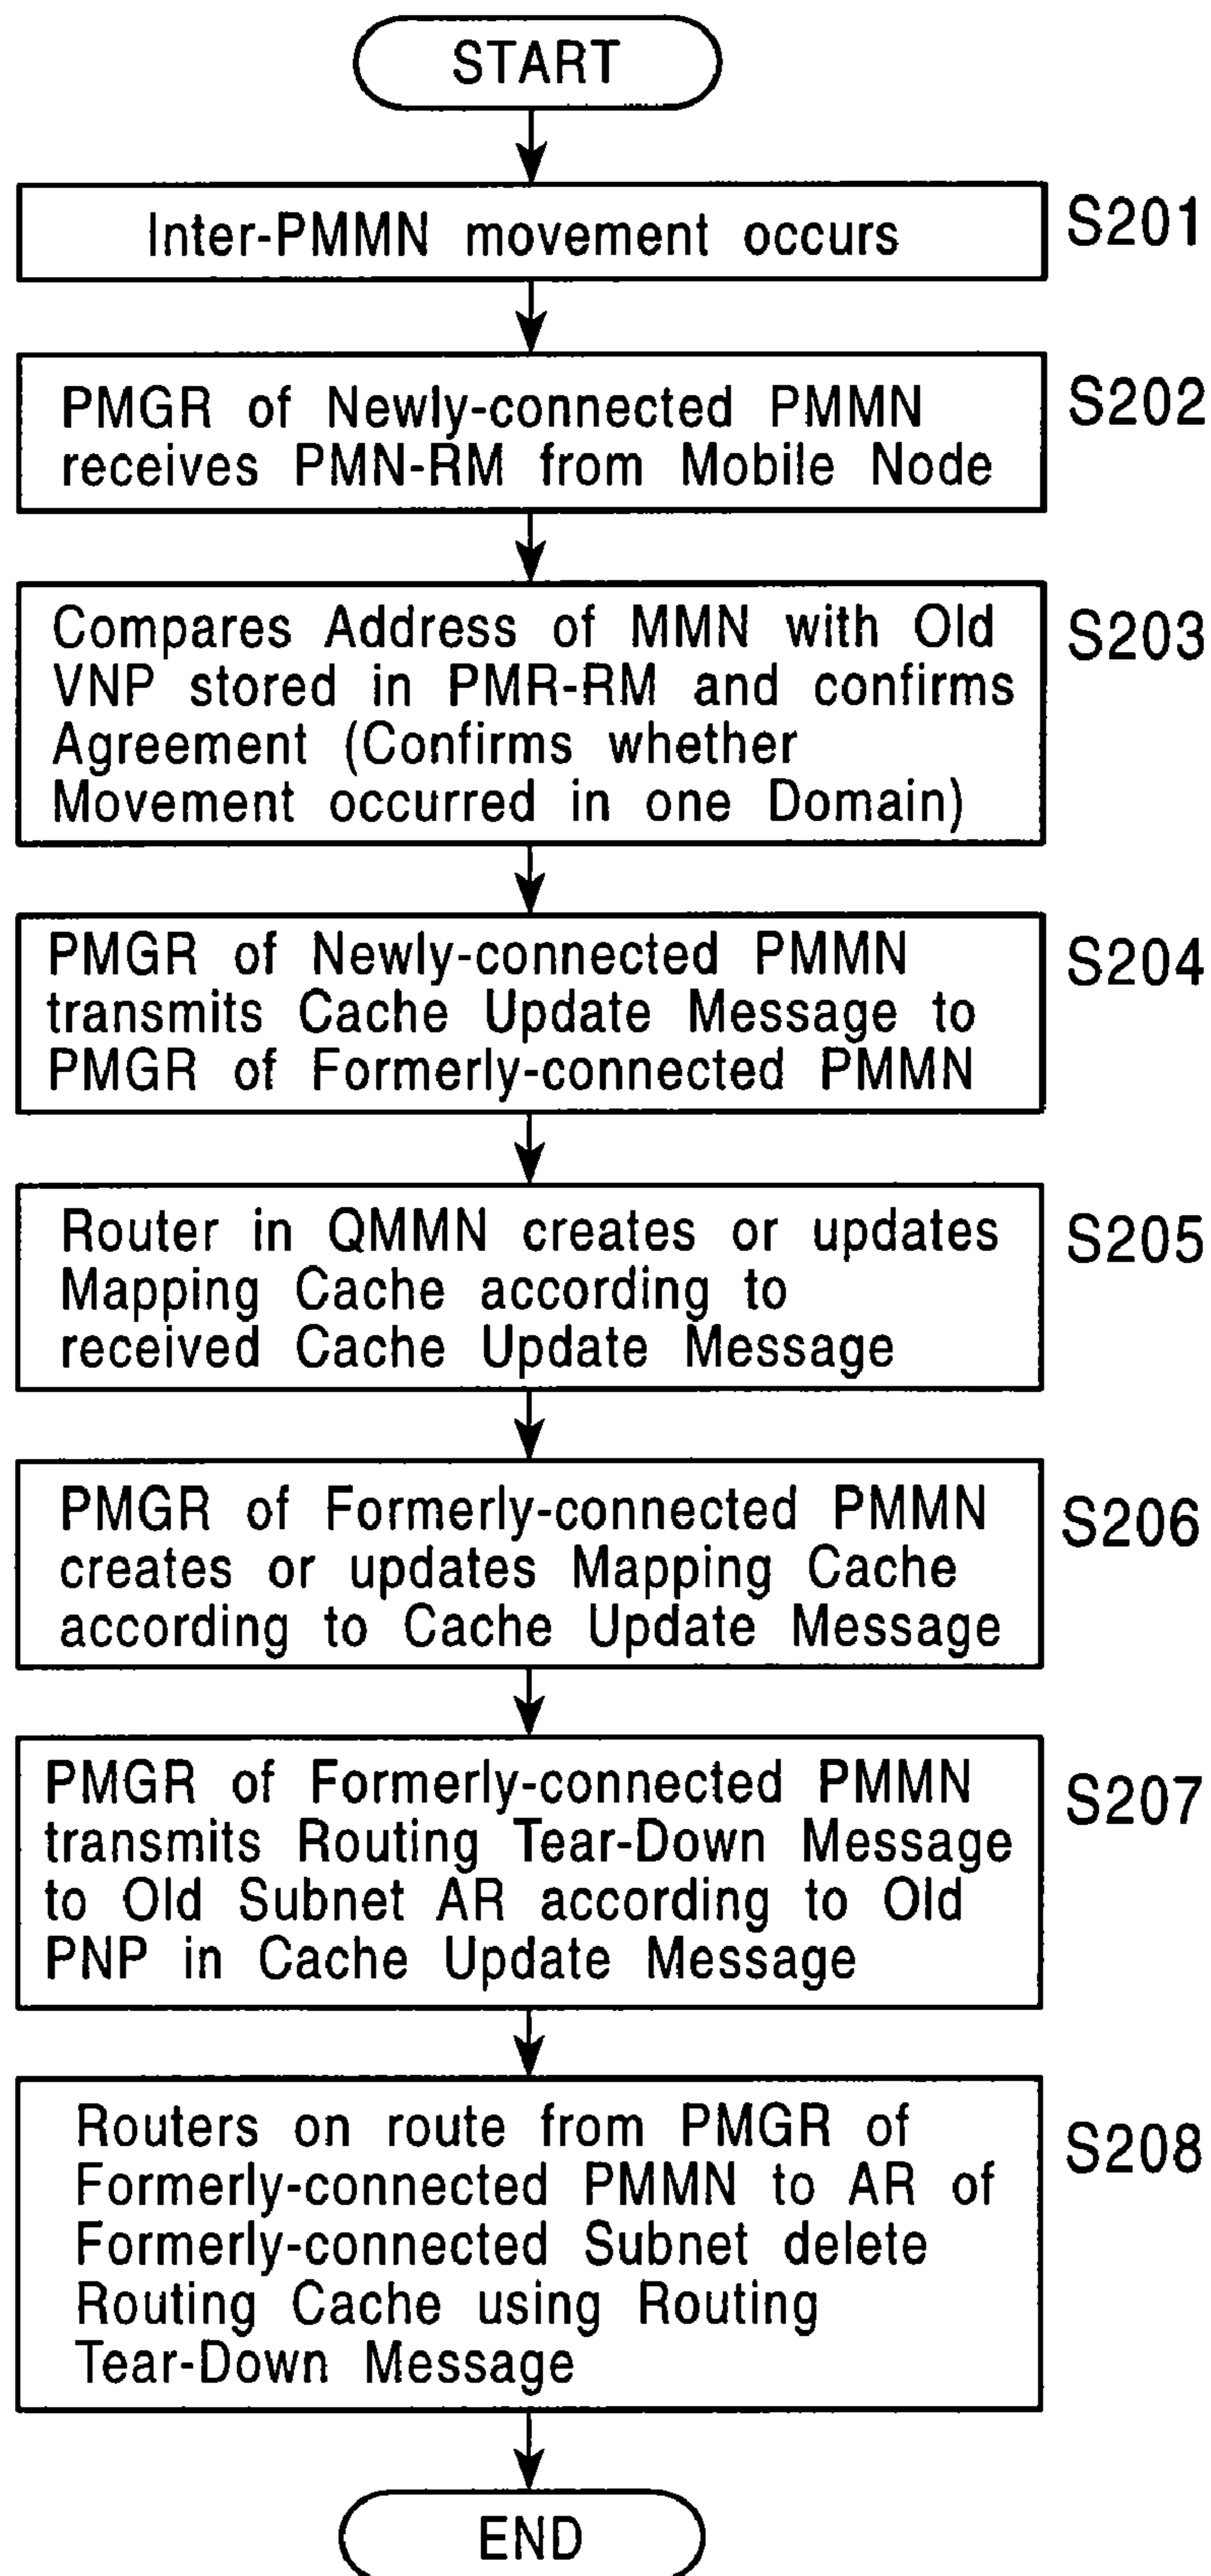 START
Inter-PMMN movement occurs
S201
PMGR of Newly-connected PMMN
receives PMN-RM from Mobile Node
S202
Compares Address of MMN with Old
VNP stored in PMR-RM and confirms
Agreement (Confirms whether
Movement occurred in one Domain)
S203
PMGR of Newly-connected PMMN
transmits Cache Update Message to
PMGR of Formerly-connected PMMN
S204
Router in QMMN creates or updates
Mapping Cache according to
received Cache Update Message
S205
PMGR of Formerly-connected PMMN
creates or updates Mapping Cache
according to Cache Update Message
S206
PMGR of Formerly-connected PMMN
transmits Routing Tear-Down Message
to Old Subnet AR according to Old
PNP in Cache Update Message
S207
Routers on route from PMGR of
Formerly-connected PMMN to AR of
Formerly-connected Subnet delete
Routing Cache using Routing
Tear-Down Message
S208
END